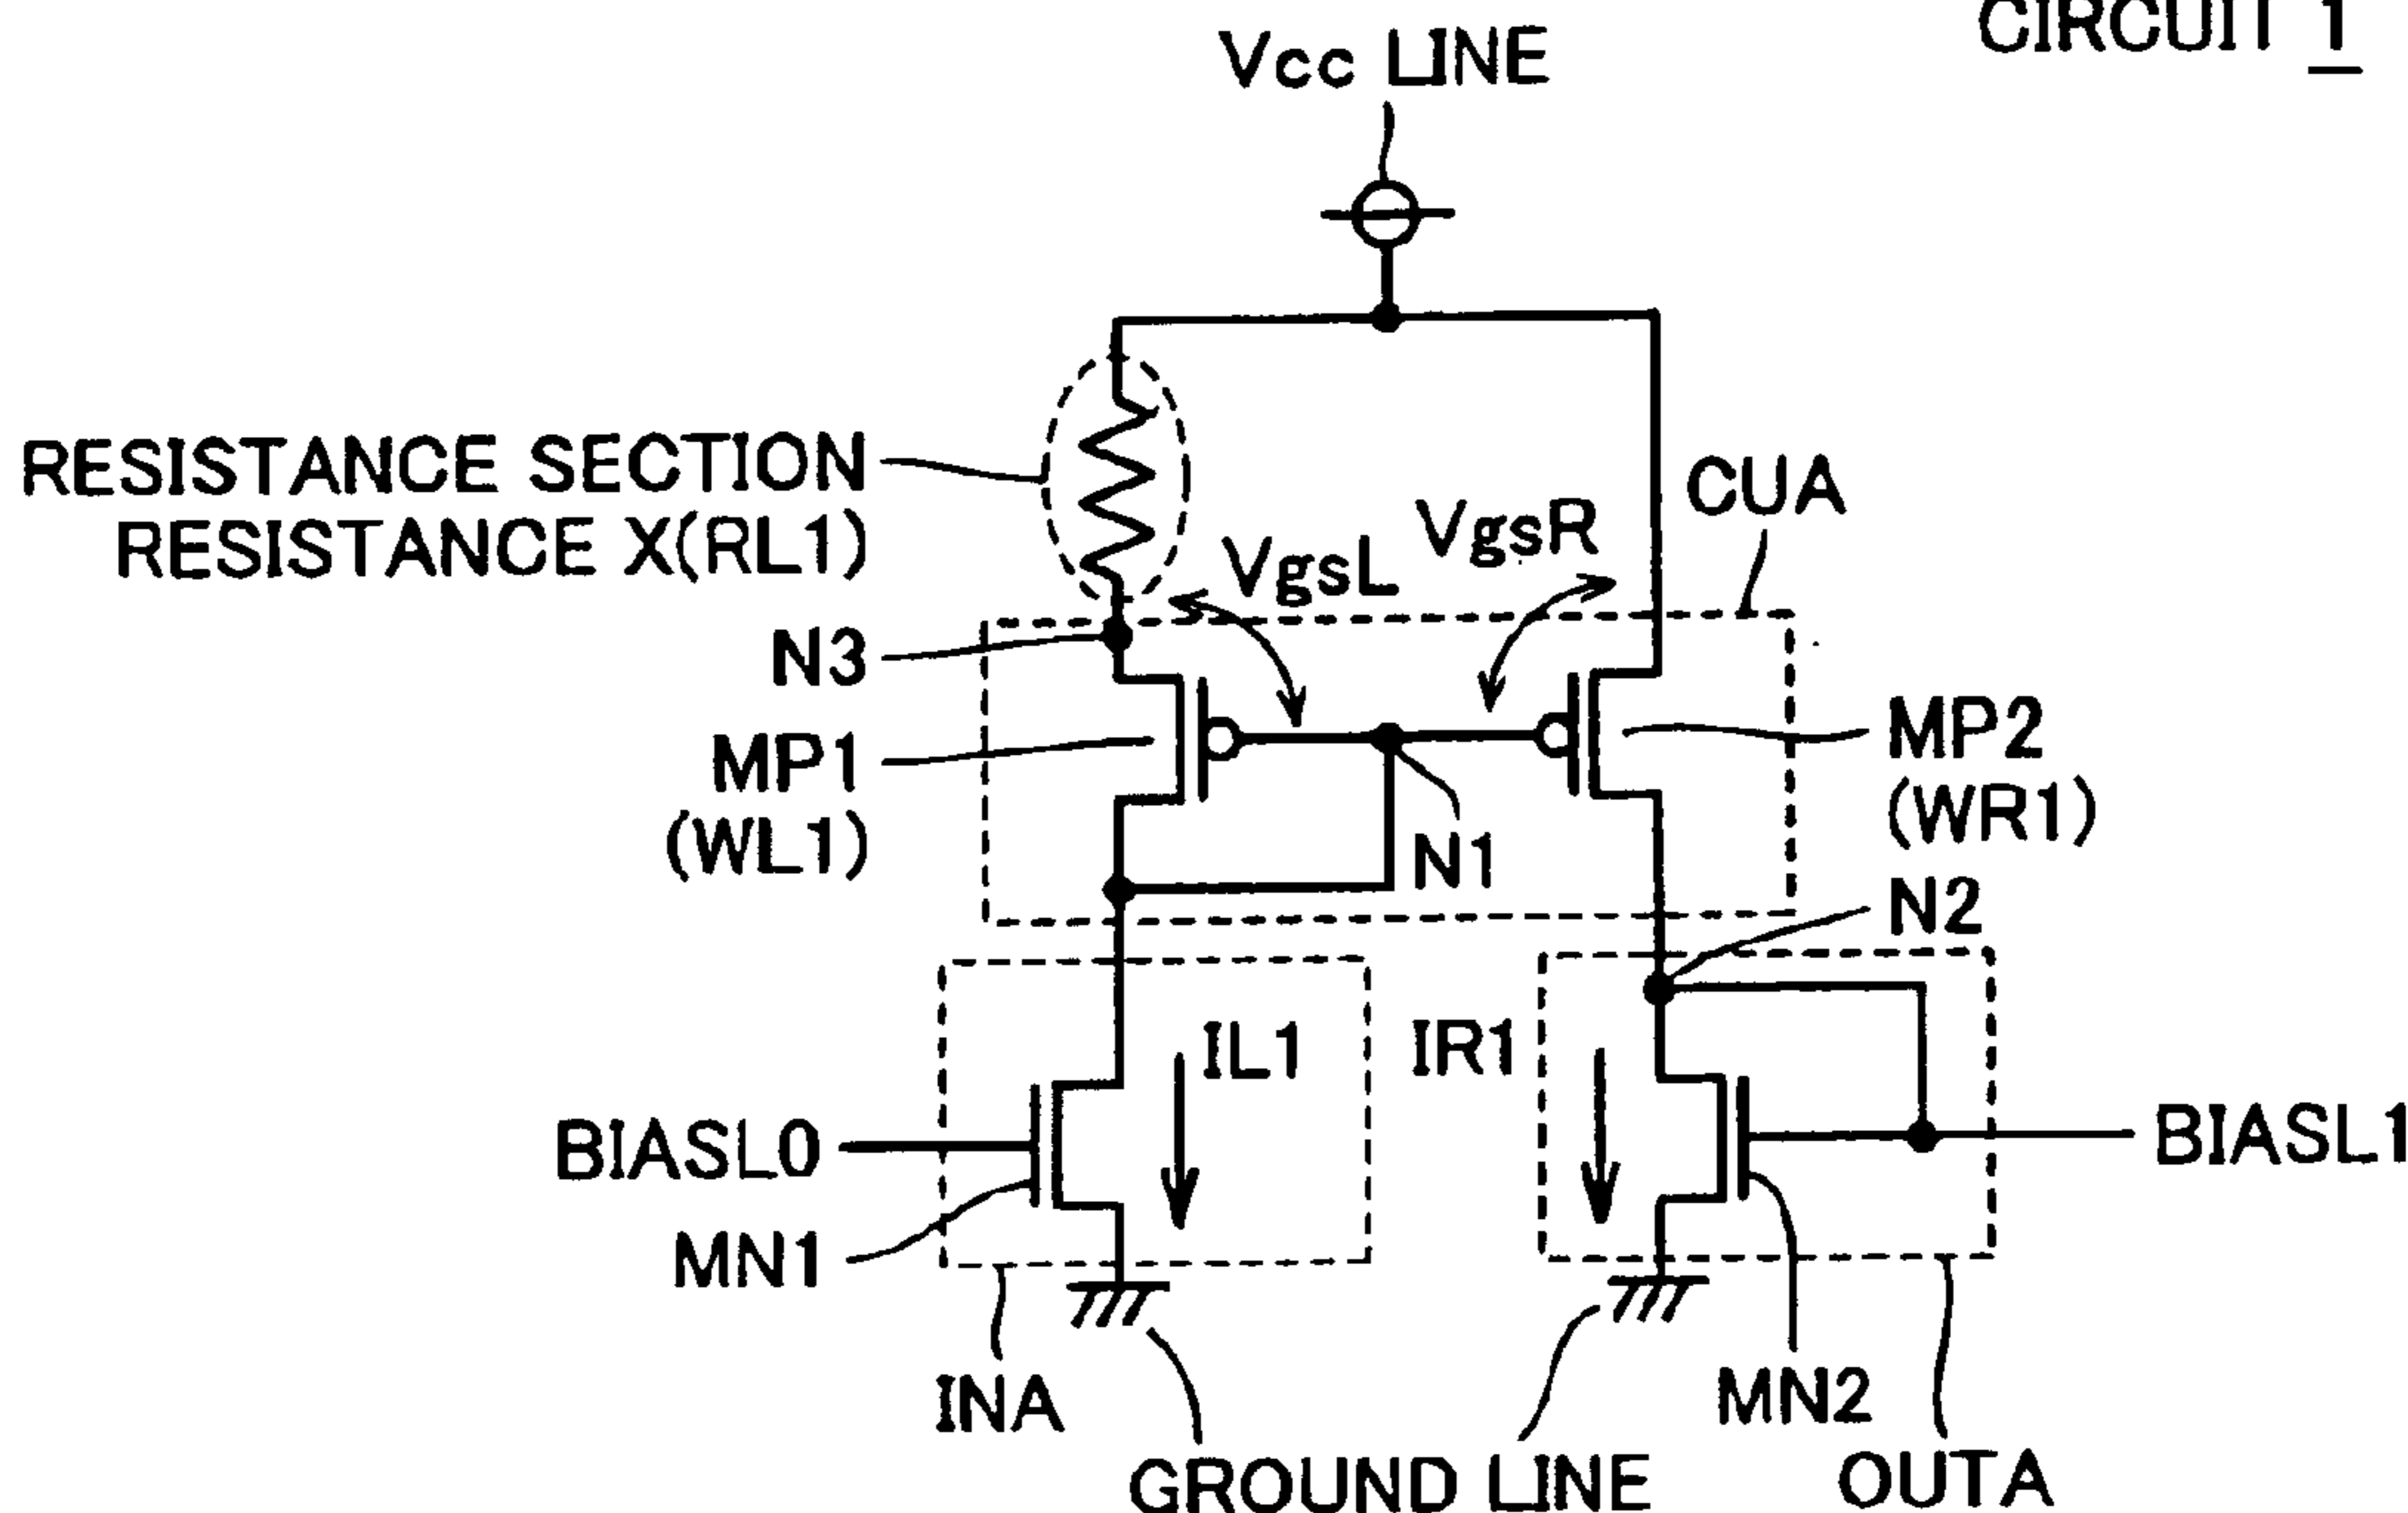 CIRCUIT 1
Vcc LINE
RESISTANCE SECTION
RESISTANCE X(RL1)
VgsL
VgsR
CUA
N3
MP1
(WL1)
N1
MP2
(WR1)
N2
IL1
IR1
BIASL0
MN1
BIASL1
INA
MN2
GROUND LINE
OUTA